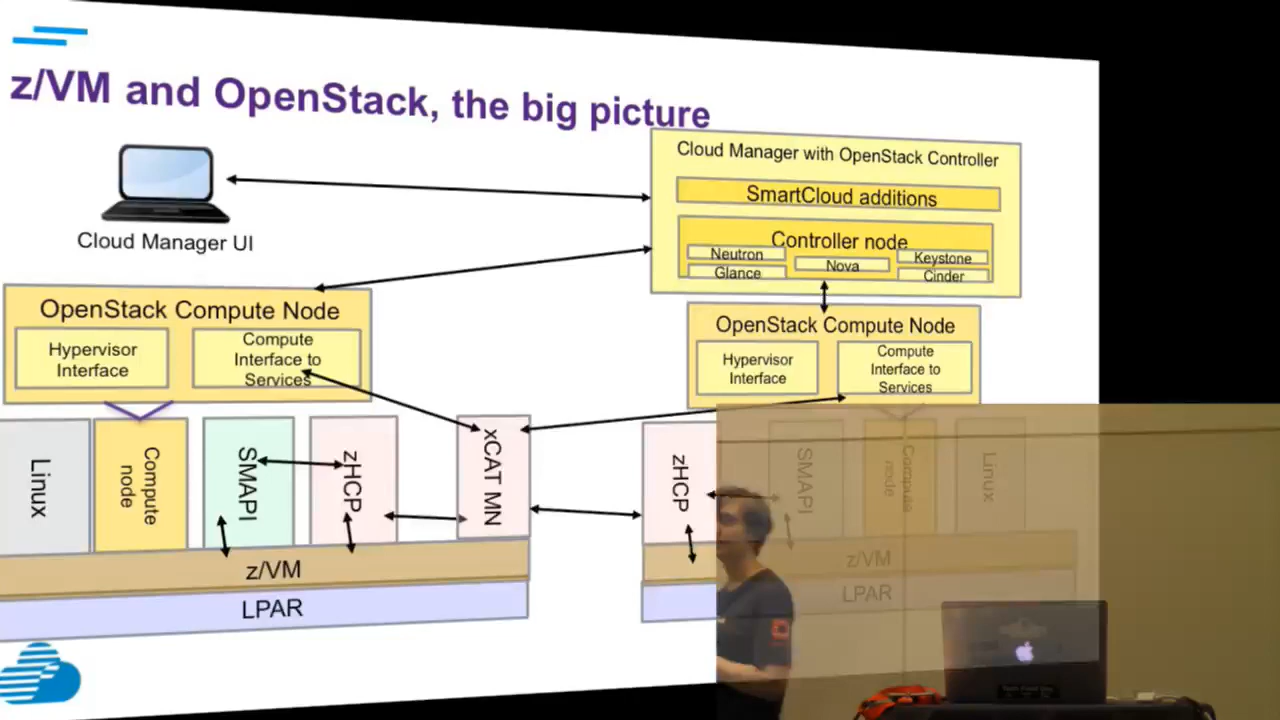 z/VM and OpenStack, the big picture
Cloud Manager with OpenStack Controller
SmartCloud additions
Controller node
Neutron
Nova
Keystone
Glance
Cinder
Cloud Manager UI
OpenStack Compute Node
Hypervisor
Interface
Compute
Interface to
Services
OpenStack Compute Node
Hypervisor
Interface
Compute
Interface to
Services
Linux
Compute
node
SMAPI
zHCP
xCAT MN
z/VM
LPAR
zHCP
SMAPI
Compute
node
Linux
z/VM
LPAR